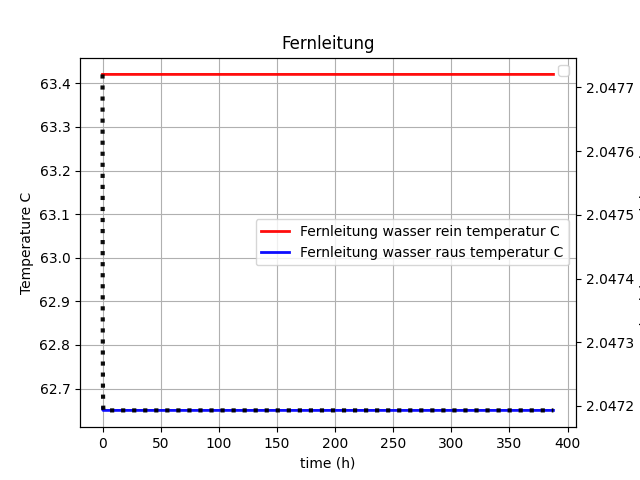 Fernleitung
63.4
63.3
63.2
63.1
63.0
62.9
62.8
62.7
Temperature C
2.0477
2.0476
2.0475
2.0474
2.0473
2.0472
Fernleitung wasser rein temperatur C
Fernleitung wasser raus temperatur C
0 50 100 150 200 250 300 350 400
time (h)